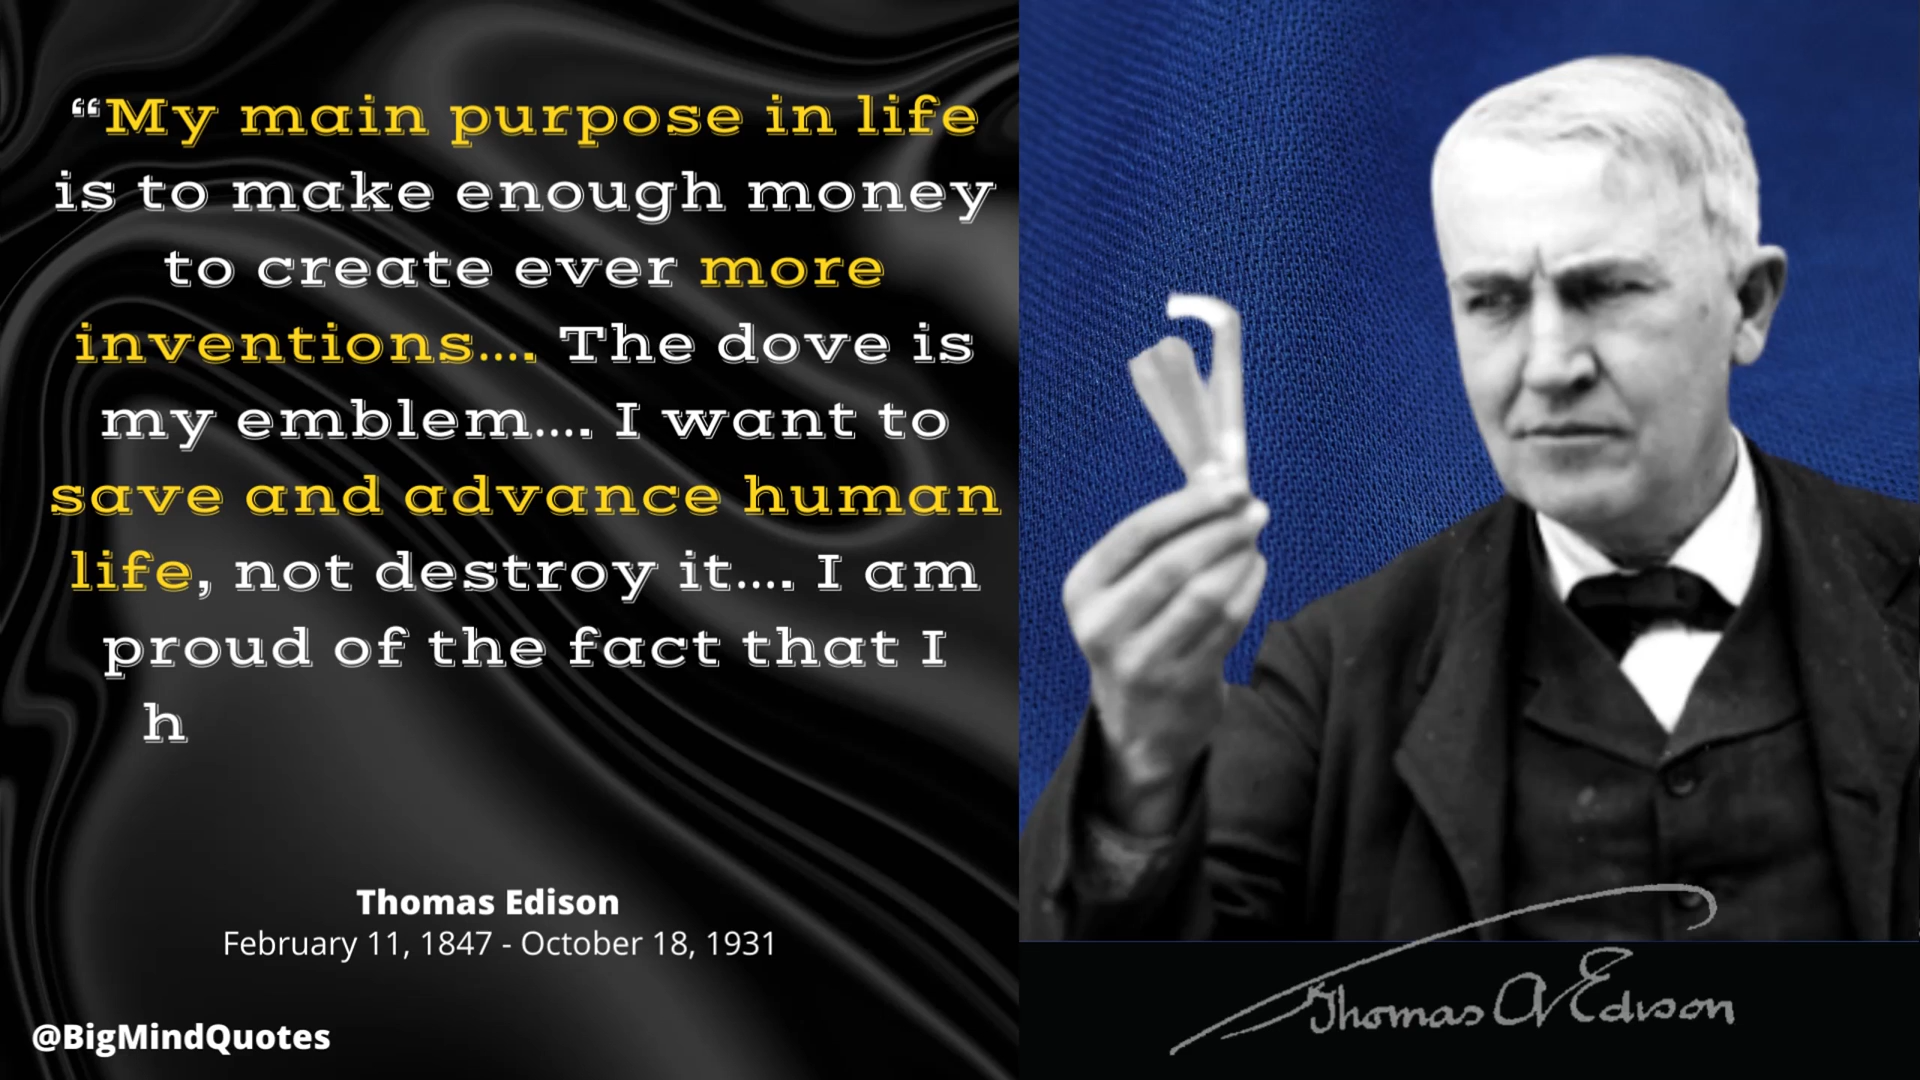 “My main purpose in life
is to make enough money
to create ever more
inventions.... The dove is
my emblem.... I want to
save and advance human
life, not destroy it.... I am
proud of the fact that I
h
Thomas Edison
February 11, 1847 - October 18, 1931
@BigMindQuotes
Thomas A Edison